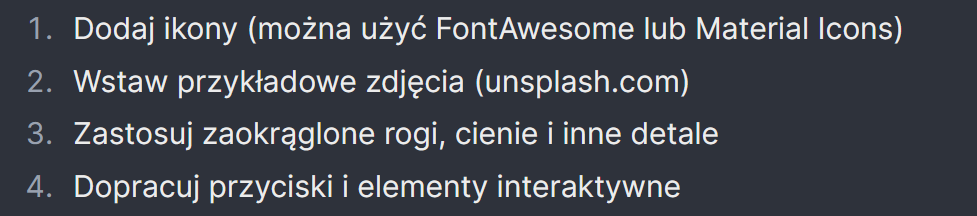 1. Dodaj ikony (można użyć FontAwesome lub Material Icons)
2. Wstaw przykładowe zdjęcia (unsplash.com)
3. Zastosuj zaokrąglone rogi, cienie i inne detale
4. Dopracuj przyciski i elementy interaktywne